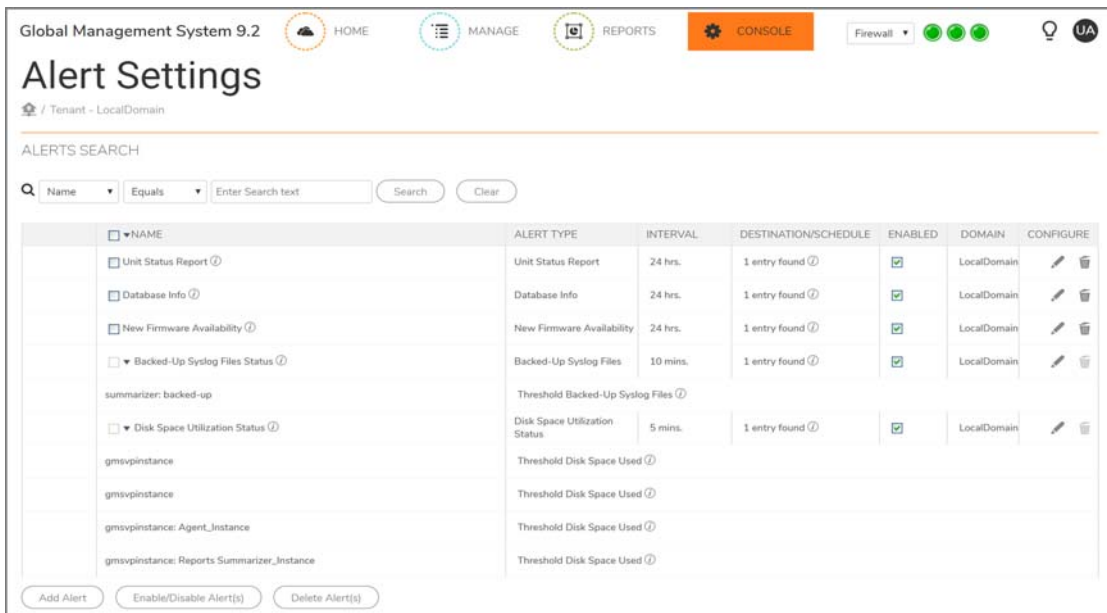 Global Management System 9.2 HOME MANAGE REPORTS CONSOLE Firewall UA
Alert Settings
/ Tenant - LocalDomain
ALERTS SEARCH
Name Equals Enter Search text Search Clear
NAME ALERT TYPE INTERVAL DESTINATION/SCHEDULE ENABLED DOMAIN CONFIGURE
Unit Status Report Unit Status Report 24 hrs. 1 entry found LocalDomain
Database Info Database Info 24 hrs. 1 entry found LocalDomain
New Firmware Availability New Firmware Availability 24 hrs. 1 entry found LocalDomain
Backed-Up Syslog Files Status Backed-Up Syslog Files 10 mins. 1 entry found LocalDomain
summarizer: backed-up Threshold Backed-Up Syslog Files
Disk Space Utilization Status Disk Space Utilization Status 5 mins. 1 entry found LocalDomain
gmsvpinstance Threshold Disk Space Used
gmsvpinstance Threshold Disk Space Used
gmsvpinstance: Agent_Instance Threshold Disk Space Used
gmsvpinstance: Reports Summarizer_Instance Threshold Disk Space Used
Add Alert Enable/Disable Alert(s) Delete Alert(s)